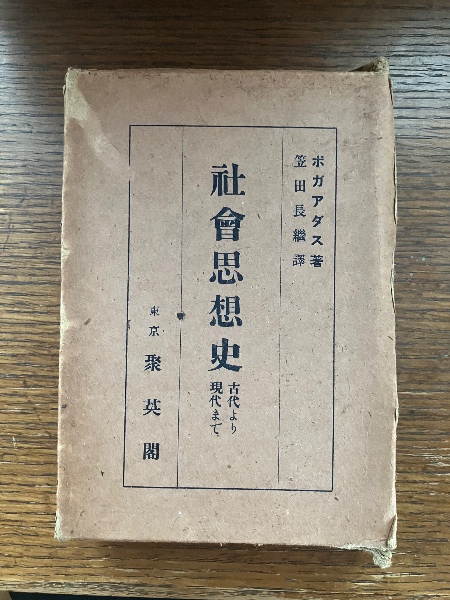 ボガアダス著
笠田長繼譯
社會思想史
古代より
現代まで
東京 聚英閣